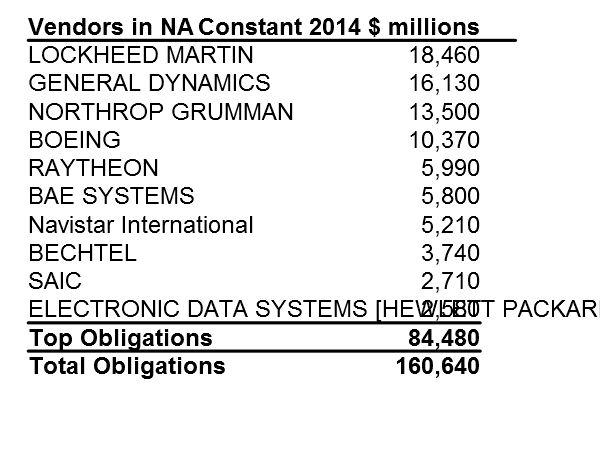 Vendors in NA Constant 2014 $ millions
LOCKHEED MARTIN 18,460
GENERAL DYNAMICS 16,130
NORTHROP GRUMMAN 13,500
BOEING 10,370
RAYTHEON 5,990
BAE SYSTEMS 5,800
Navistar International 5,210
BECHTEL 3,740
SAIC 2,710
ELECTRONIC DATA SYSTEMS [HEWLETT PACKAR 2,580
Top Obligations 84,480
Total Obligations 160,640